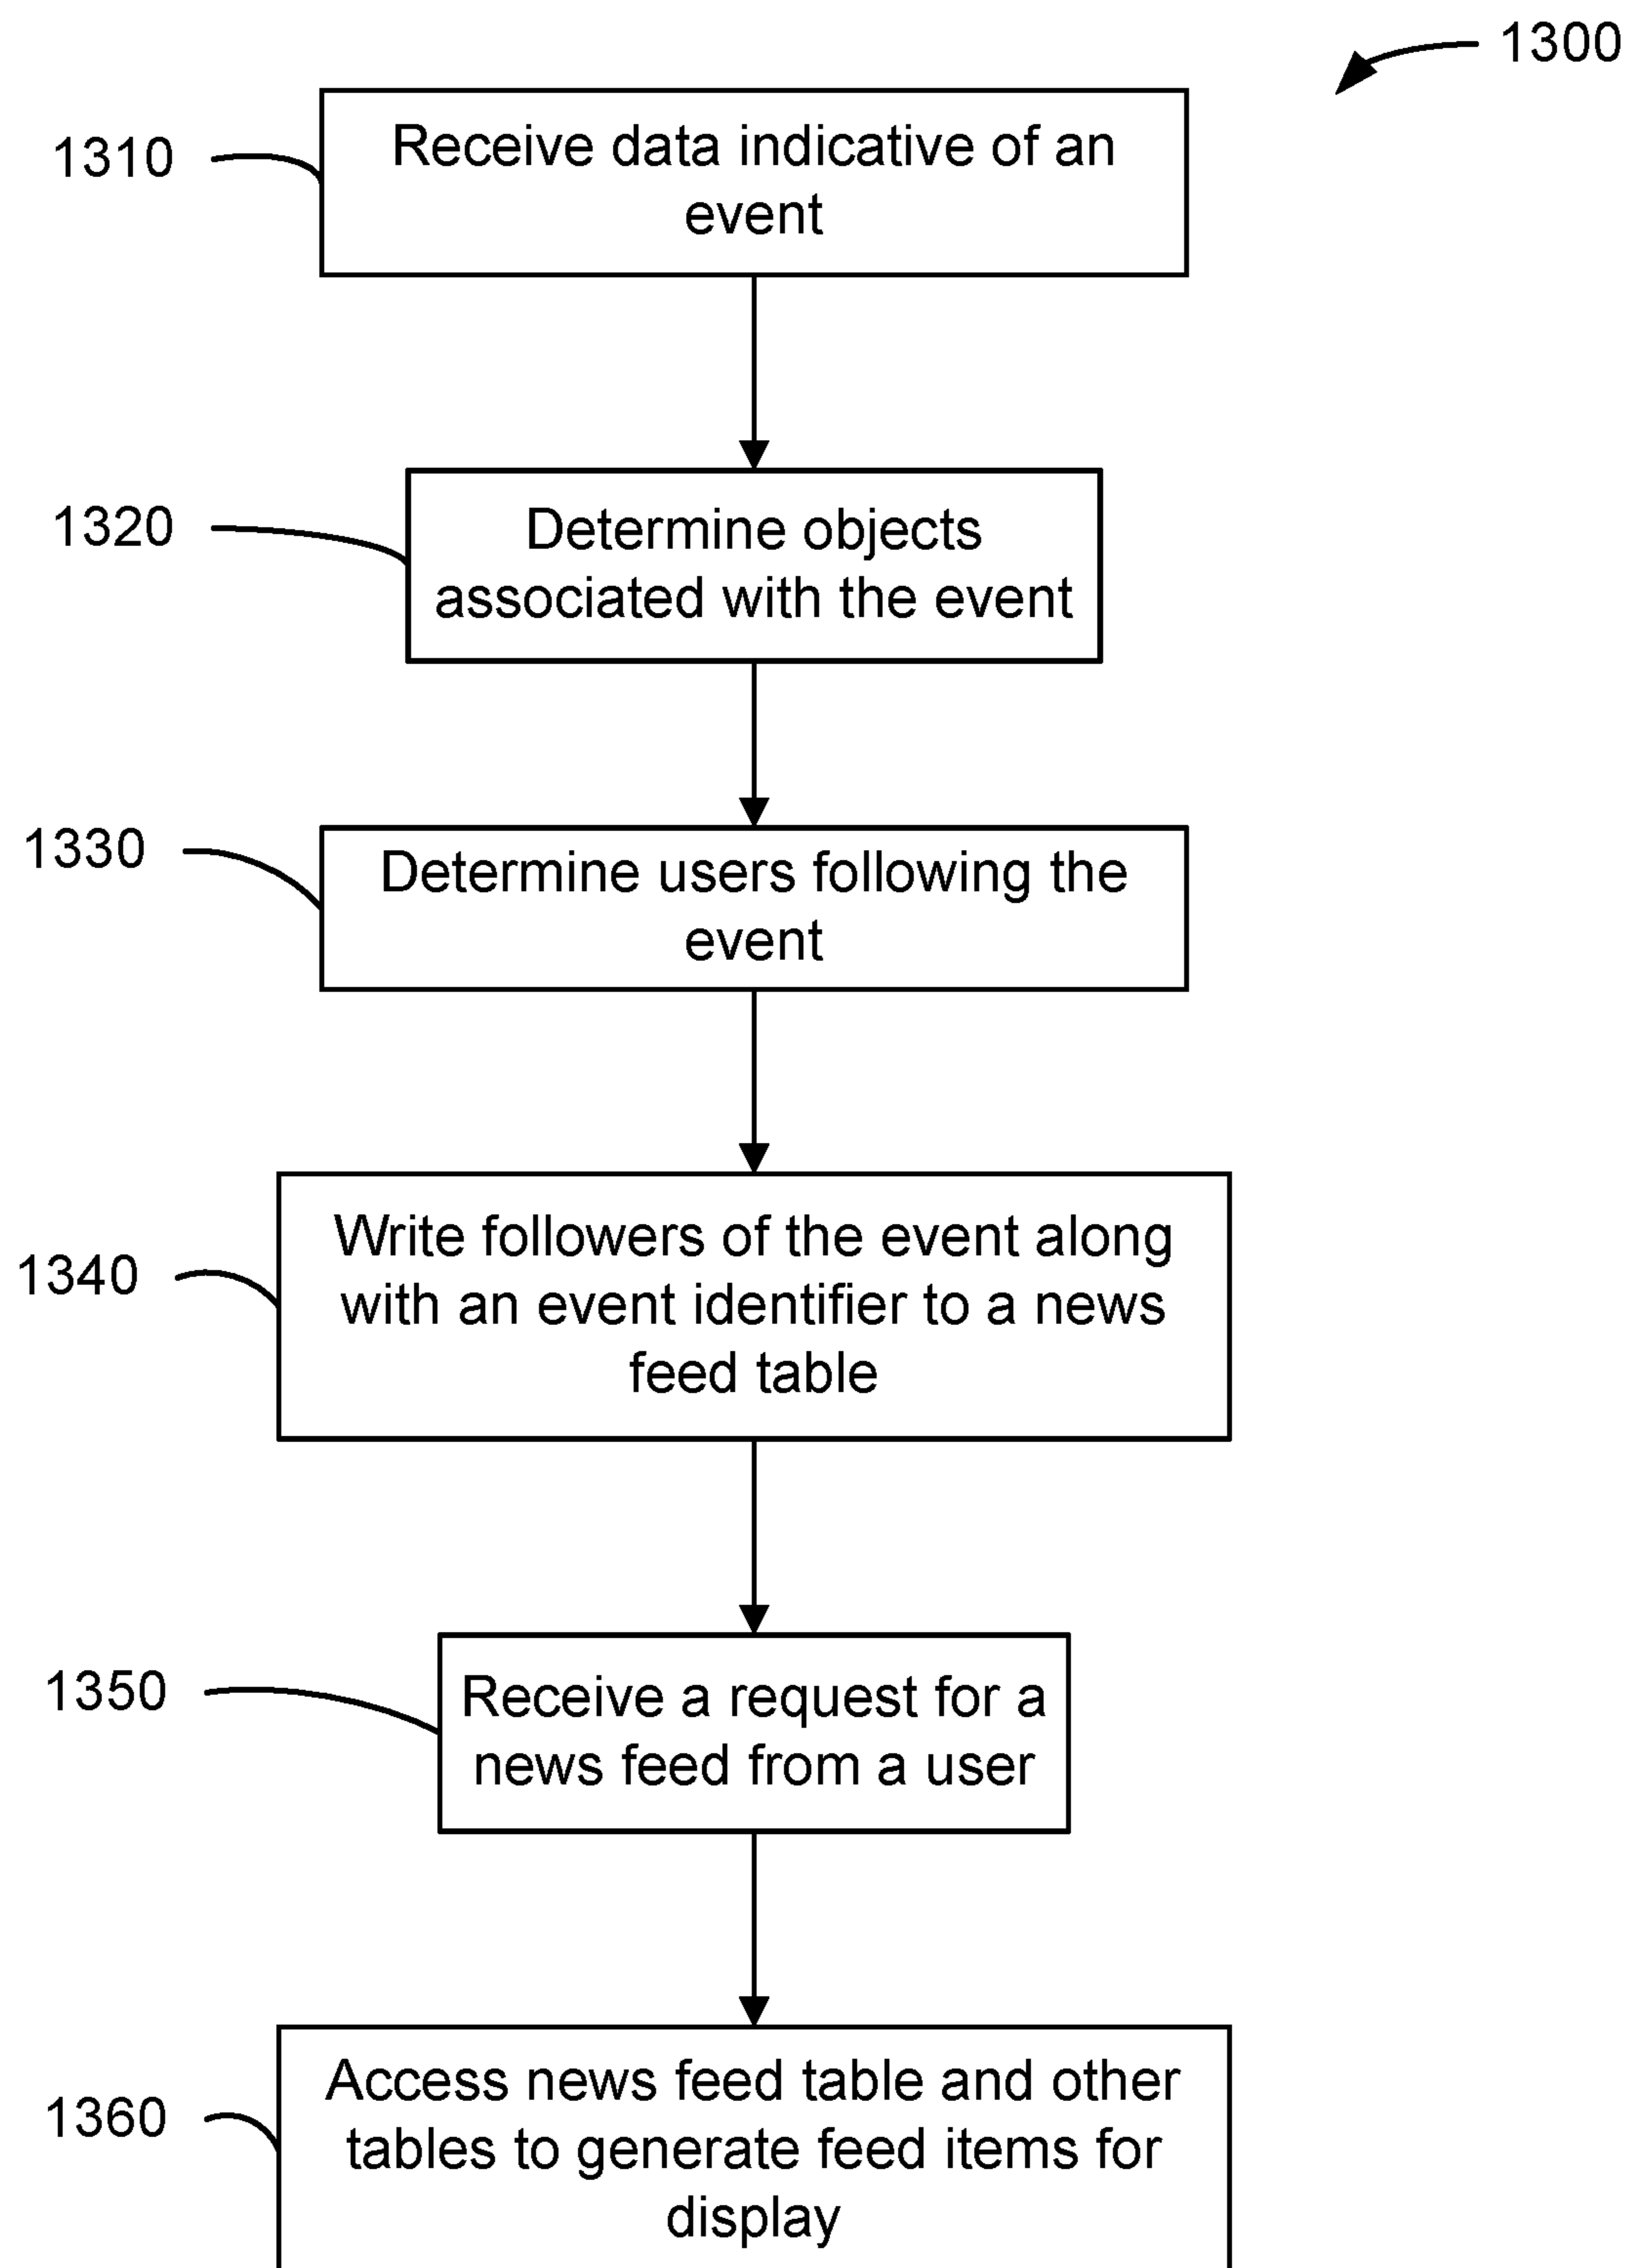 1300
1310
Receive data indicative of an
event
1320
Determine objects
associated with the event
1330
Determine users following the
event
1340
Write followers of the event along
with an event identifier to a news
feed table
1350
Receive a request for a
news feed from a user
1360
Access news feed table and other
tables to generate feed items for
display